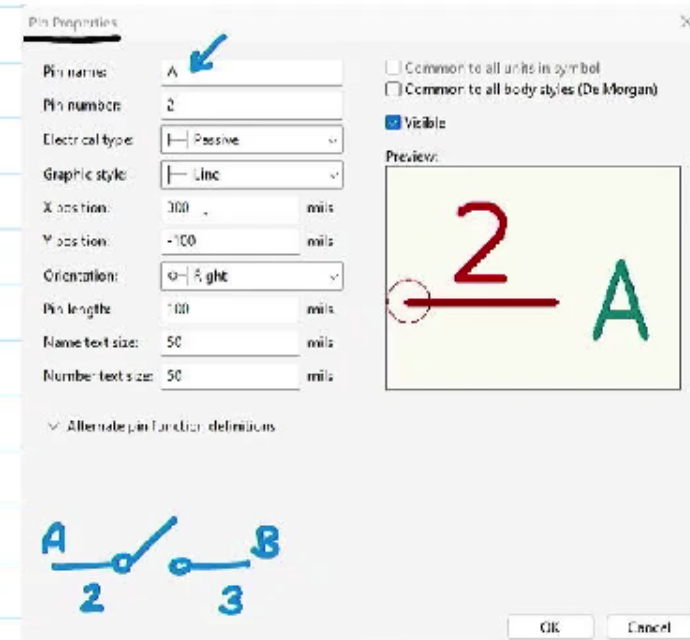 Pin Properties
Pin name: A
Common to all units in symbol
Pin number: 2
Common to all body styles (De Morgan)
Electrical type: Passive
Visible
Graphic style: Line
Preview:
X position: 300 mils
Y position: -100 mils
Orientation: Right
Pin length: 100 mils
Name text size: 50 mils
Number text size: 50 mils
2
A
Alternate pin function definitions
A B
2 3
OK Cancel